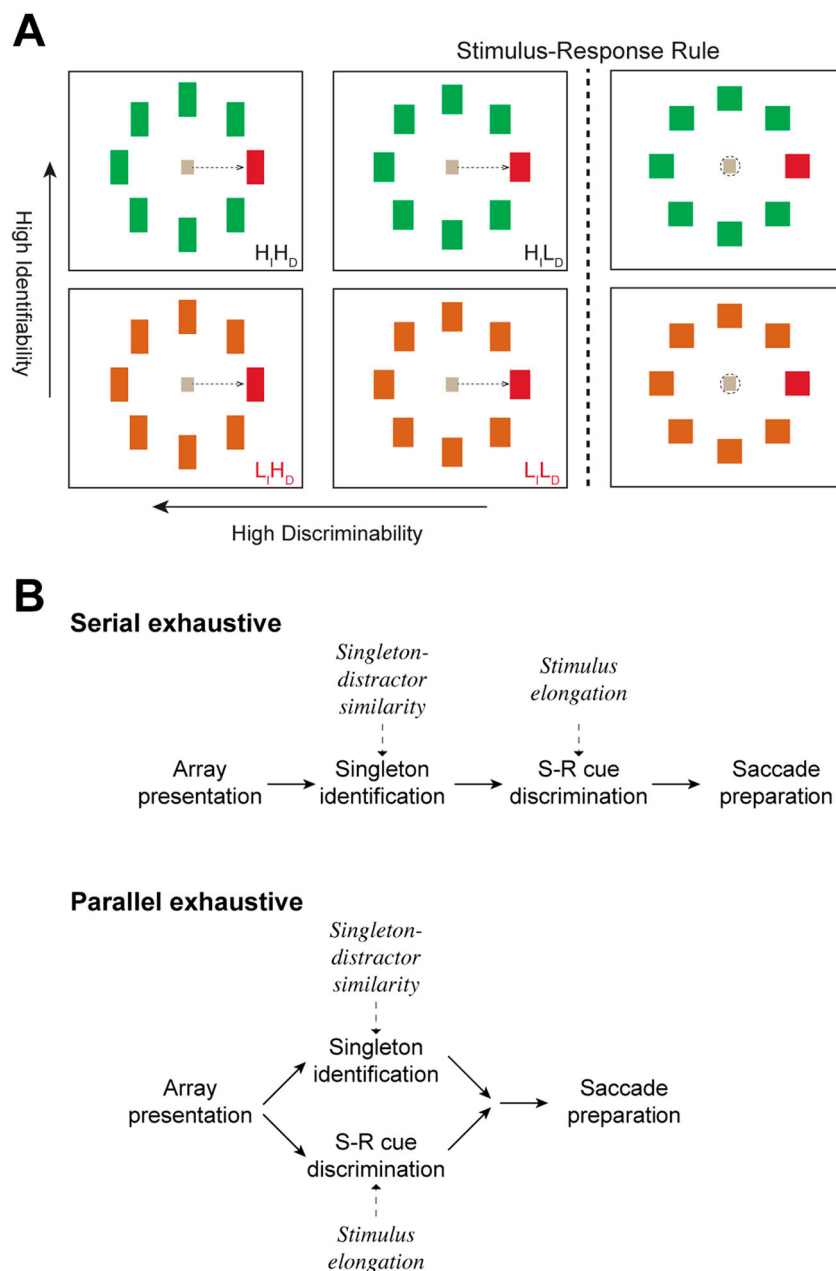 A
Stimulus-Response Rule
High Identifiability
HIHD
HILD
LIHD
LILD
High Discriminability
B
Serial exhaustive
Singleton-
distractor
similarity
Stimulus
elongation
Array
presentation
Singleton
identification
S-R cue
discrimination
Saccade
preparation
Parallel exhaustive
Singleton-
distractor
similarity
Singleton
identification
Array
presentation
Saccade
preparation
S-R cue
discrimination
Stimulus
elongation